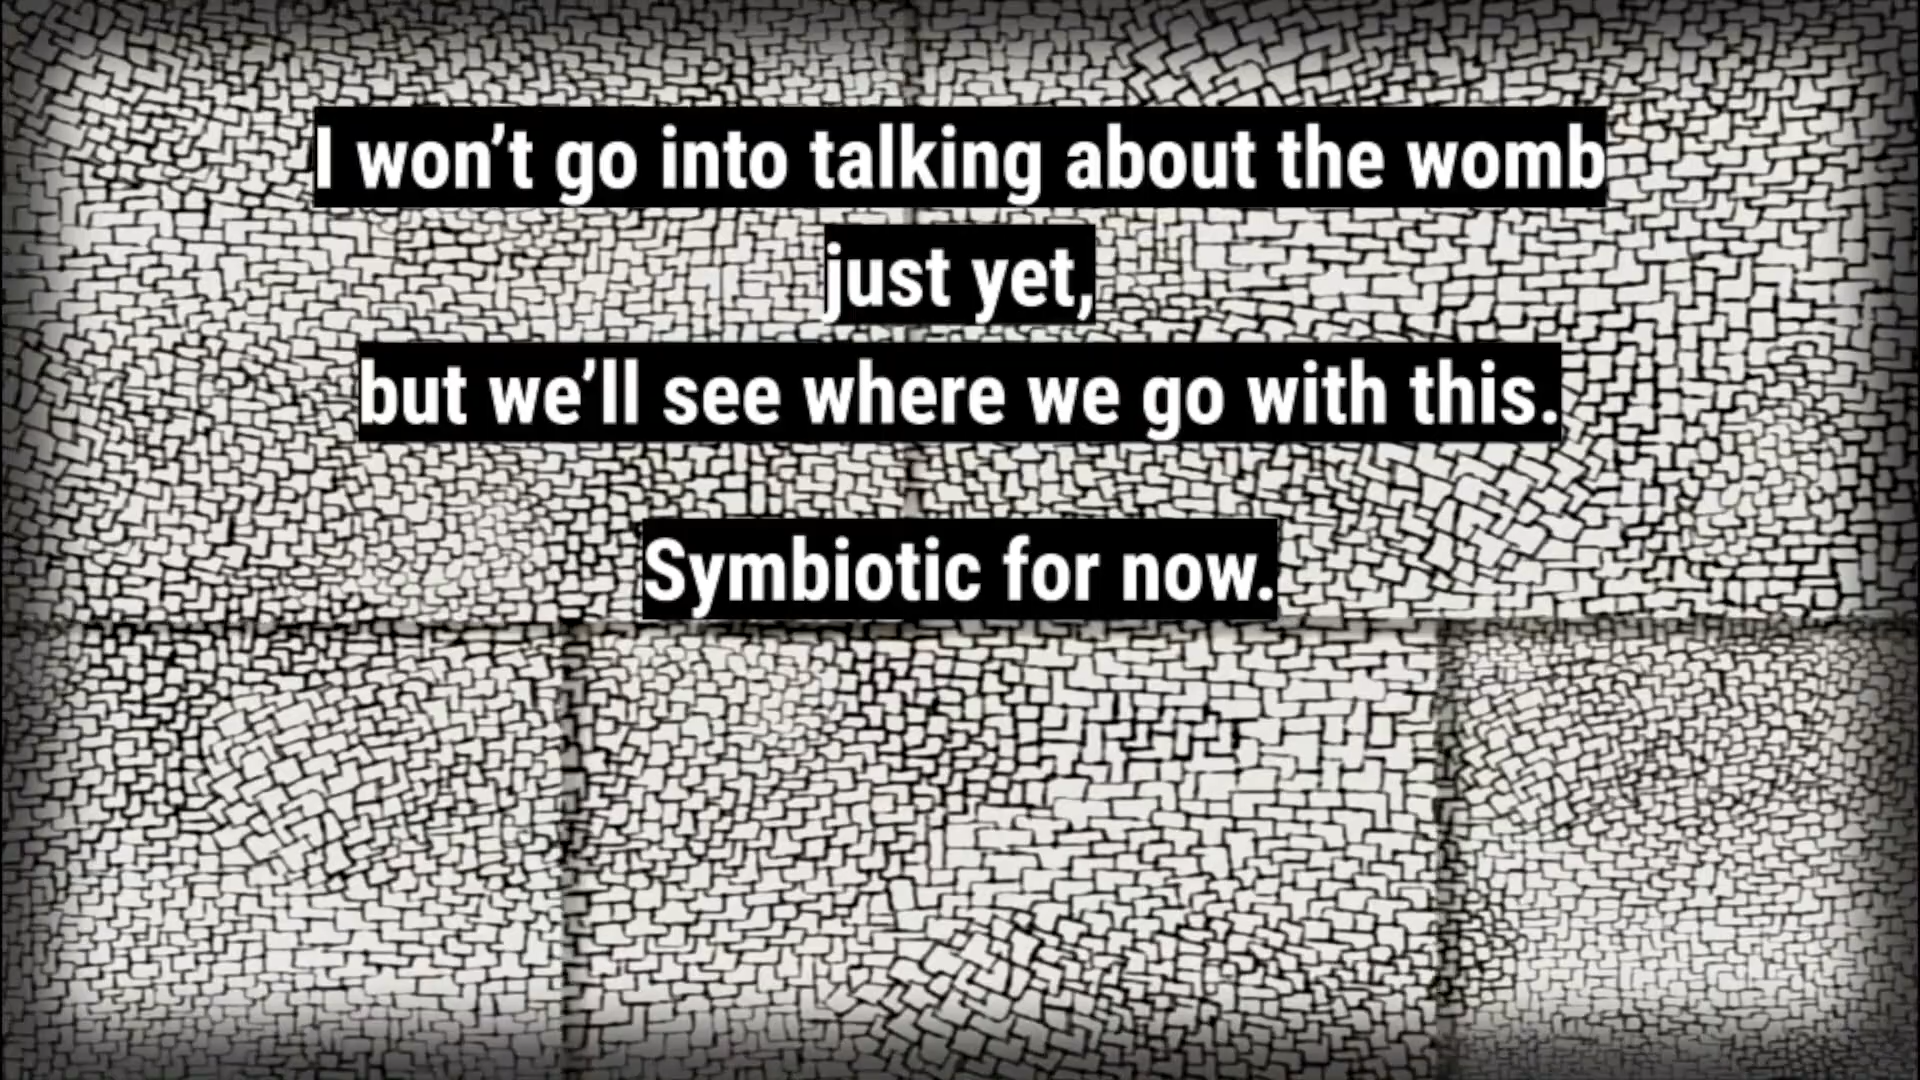 I won’t go into talking about the womb
just yet,
but we’ll see where we go with this.
Symbiotic for now.